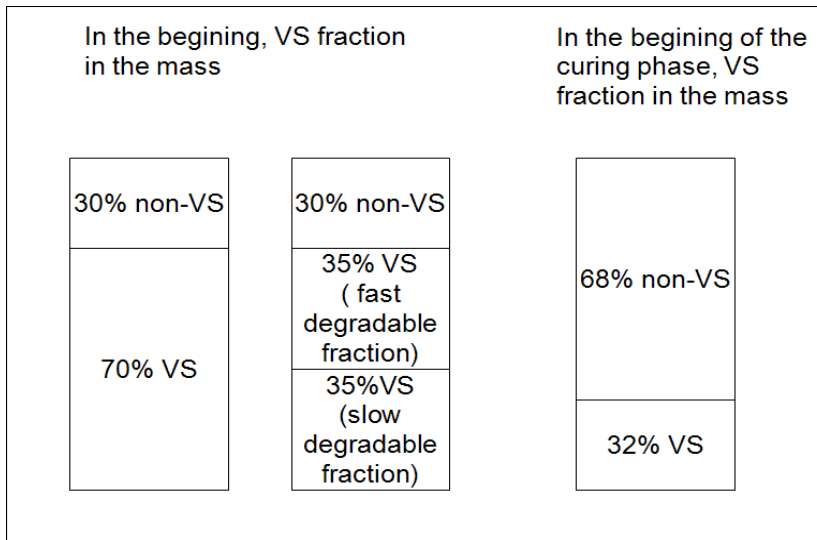 In the begining, VS fraction
in the mass
In the begining of the
curing phase, VS
fraction in the mass
30% non-VS
70% VS
30% non-VS
35% VS
( fast
degradable
fraction)
35%VS
(slow
degradable
fraction)
68% non-VS
32% VS